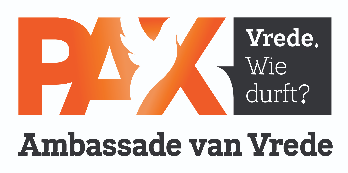 PAX
Vrede.
Wie
durft?
Ambassade van Vrede